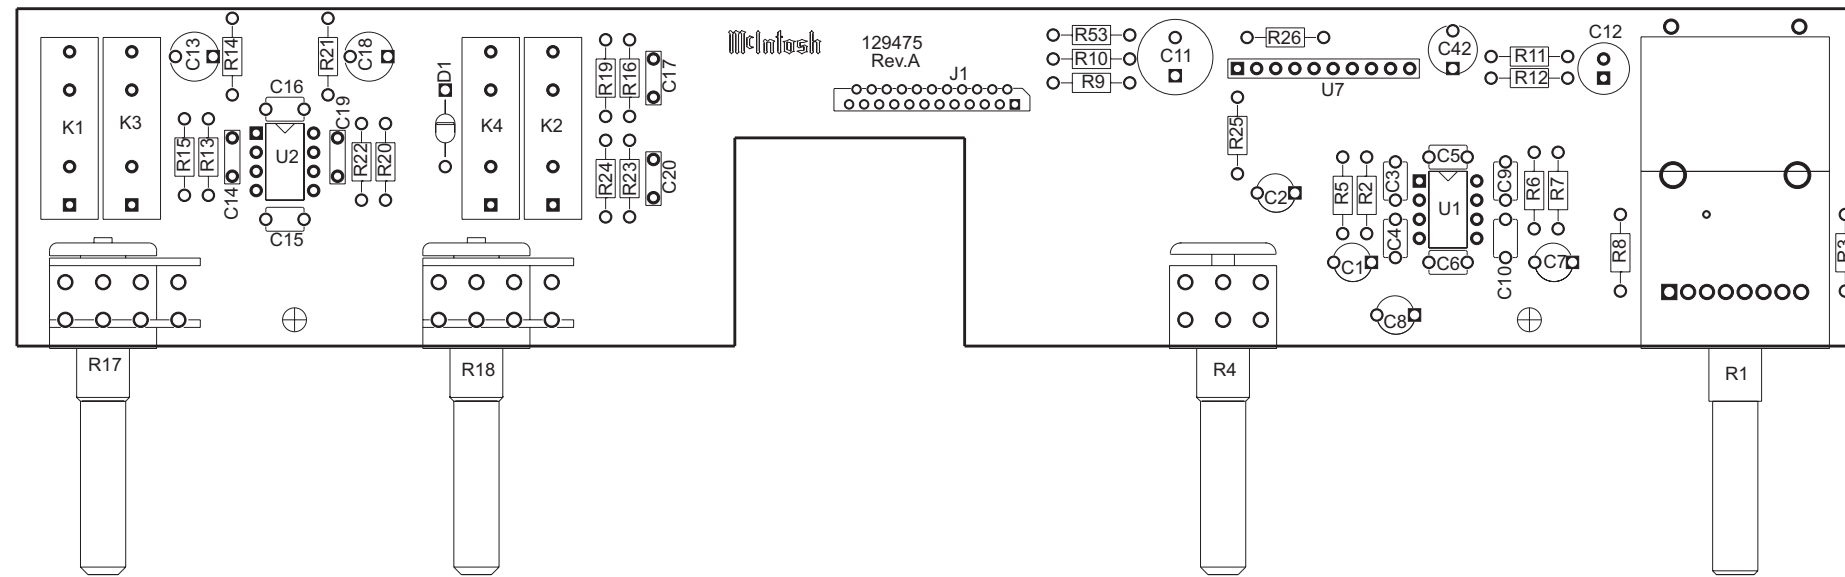 McIntosh
129475
Rev.A
J1
K1
K3
C13
R14
R21
C18
C16
C19
R15
R13
C14
U2
R22
R20
C15
D1
K4
K2
R19
R16
C17
R24
R23
C20
R53
R10
R9
C11
R26
U7
C42
R11
R12
C12
R25
C2
R5
R2
C3
C4
C5
U1
C6
C9
C10
R6
R7
C1
C7
C8
R8
R3
R17
R18
R4
R1